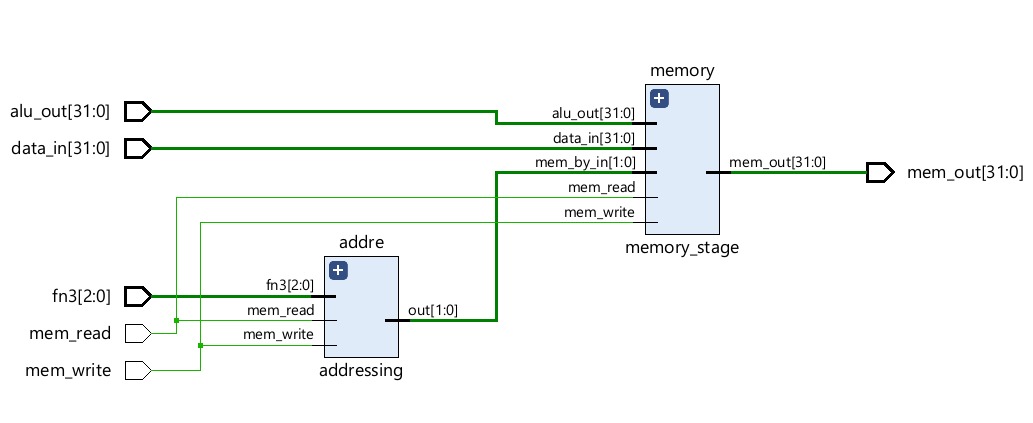 memory
alu_out[31:0]
alu_out[31:0]
data_in[31:0]
data_in[31:0]
mem_by_in[1:0]
mem_out[31:0]
mem_out[31:0]
mem_read
mem_write
memory_stage
addre
fn3[2:0]
fn3[2:0]
mem_read
out[1:0]
mem_read
mem_write
mem_write
addressing